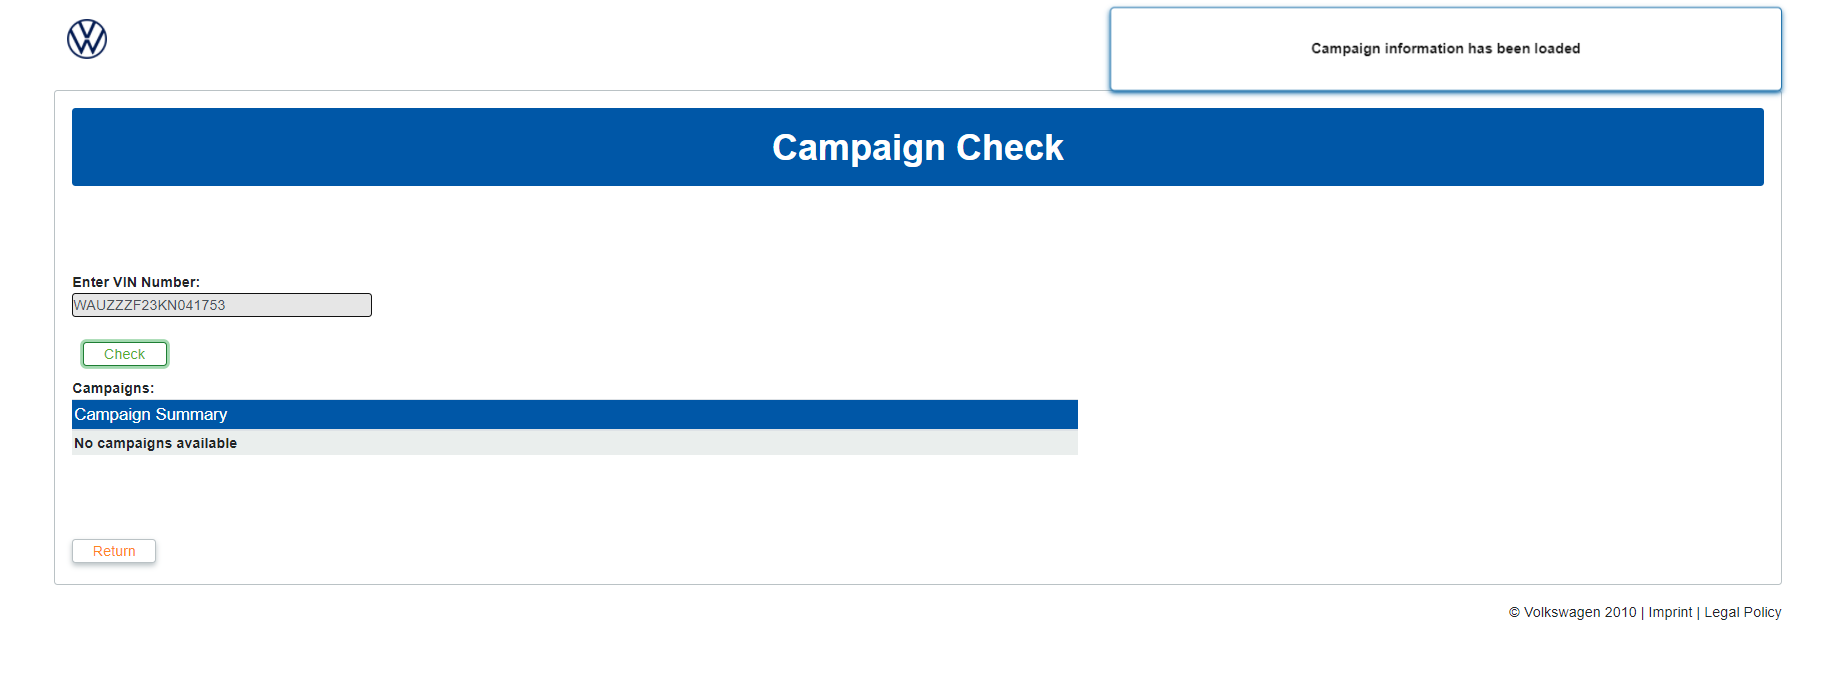 Campaign information has been loaded
Campaign Check
Enter VIN Number:
WAUZZZF23KN041753
Check
Campaigns:
Campaign Summary
No campaigns available
Return
© Volkswagen 2010 | Imprint | Legal Policy